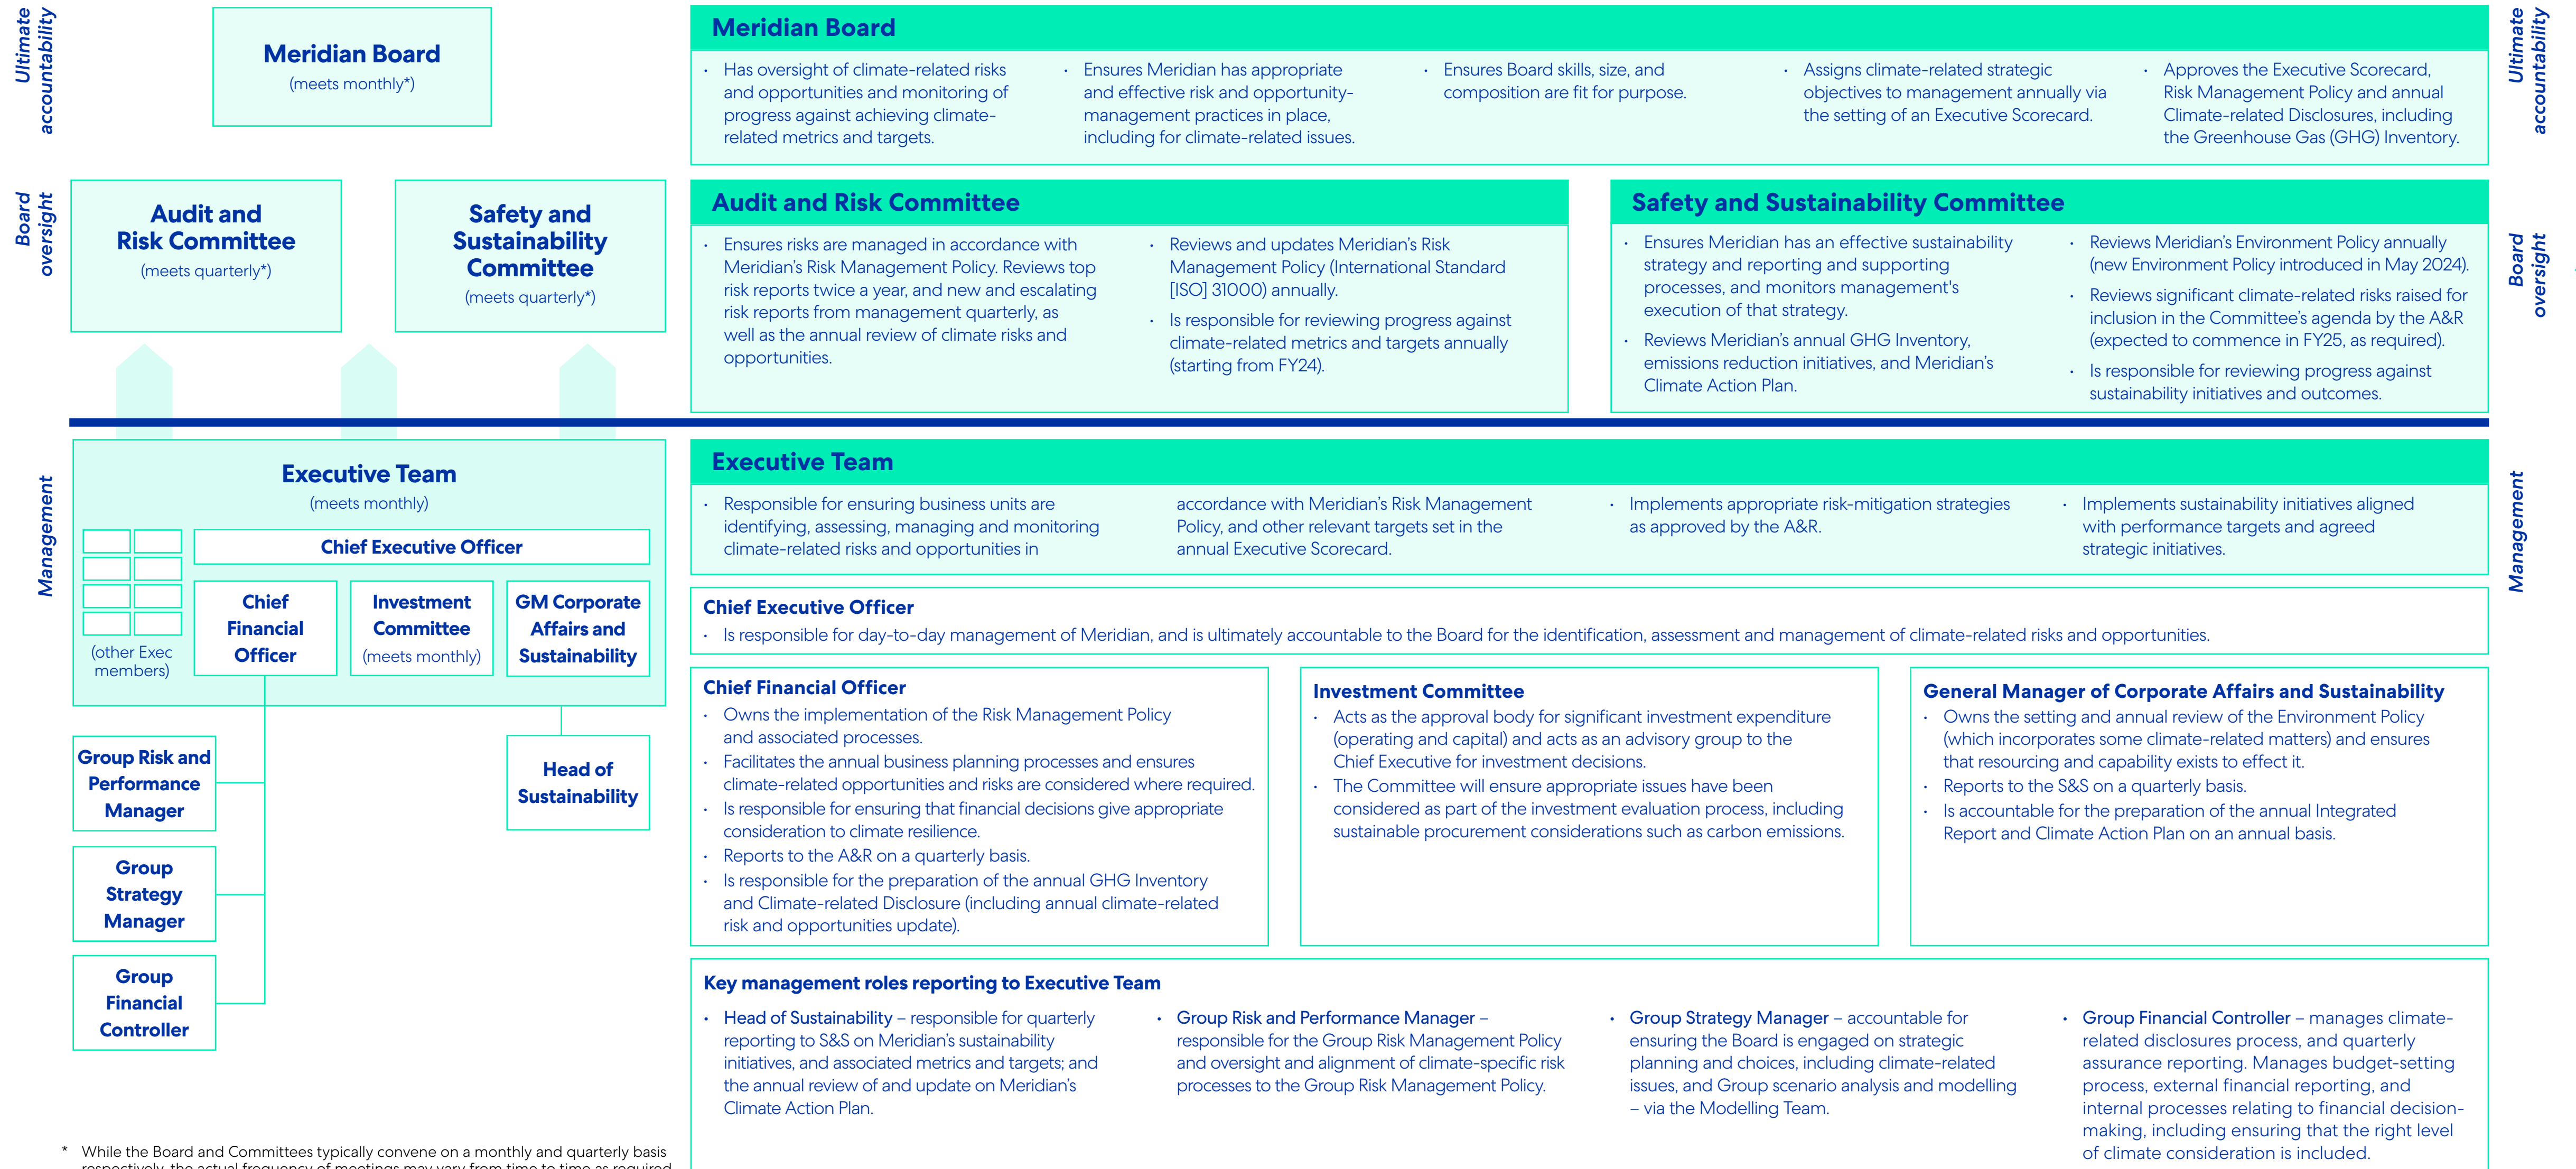 Ultimate
accountability
Meridian Board
(meets monthly*)
Meridian Board
• Has oversight of climate-related risks
and opportunities and monitoring of
progress against achieving climate-
related metrics and targets.
• Ensures Meridian has appropriate
and effective risk and opportunity-
management practices in place,
including for climate-related issues.
• Ensures Board skills, size, and
composition are fit for purpose.
• Assigns climate-related strategic
objectives to management annually via
the setting of an Executive Scorecard.
• Approves the Executive Scorecard,
Risk Management Policy and annual
Climate-related Disclosures, including
the Greenhouse Gas (GHG) Inventory.
Ultimate
accountability
Board
oversight
Audit and
Risk Committee
(meets quarterly*)
Safety and
Sustainability
Committee
(meets quarterly*)
Audit and Risk Committee
• Ensures risks are managed in accordance with
Meridian's Risk Management Policy. Reviews top
risk reports twice a year, and new and escalating
risk reports from management quarterly, as
well as the annual review of climate risks and
opportunities.
• Reviews and updates Meridian's Risk
Management Policy (International Standard
[ISO] 31000) annually.
• Is responsible for reviewing progress against
climate-related metrics and targets annually
(starting from FY24).
Safety and Sustainability Committee
• Ensures Meridian has an effective sustainability
strategy and reporting and supporting
processes, and monitors management's
execution of that strategy.
• Reviews Meridian's annual GHG Inventory,
emissions reduction initiatives, and Meridian's
Climate Action Plan.
• Reviews Meridian's Environment Policy annually
(new Environment Policy introduced in May 2024).
• Reviews significant climate-related risks raised for
inclusion in the Committee's agenda by the A&R
(expected to commence in FY25, as required).
• Is responsible for reviewing progress against
sustainability initiatives and outcomes.
Board
oversight
Management
Executive Team
(meets monthly)
Chief Executive Officer
(other Exec
members)
Chief
Financial
Officer
Investment
Committee
(meets monthly)
GM Corporate
Affairs and
Sustainability
Group Risk and
Performance
Manager
Head of
Sustainability
Group
Strategy
Manager
Group
Financial
Controller
Executive Team
• Responsible for ensuring business units are
identifying, assessing, managing and monitoring
climate-related risks and opportunities in
accordance with Meridian's Risk Management
Policy, and other relevant targets set in the
annual Executive Scorecard.
• Implements appropriate risk-mitigation strategies
as approved by the A&R.
• Implements sustainability initiatives aligned
with performance targets and agreed
strategic initiatives.
Management
Chief Executive Officer
• Is responsible for day-to-day management of Meridian, and is ultimately accountable to the Board for the identification, assessment and management of climate-related risks and opportunities.
Chief Financial Officer
• Owns the implementation of the Risk Management Policy
and associated processes.
• Facilitates the annual business planning processes and ensures
climate-related opportunities and risks are considered where required.
• Is responsible for ensuring that financial decisions give appropriate
consideration to climate resilience.
• Reports to the A&R on a quarterly basis.
• Is responsible for the preparation of the annual GHG Inventory
and Climate-related Disclosure (including annual climate-related
risk and opportunities update).
Investment Committee
• Acts as the approval body for significant investment expenditure
(operating and capital) and acts as an advisory group to the
Chief Executive for investment decisions.
• The Committee will ensure appropriate issues have been
considered as part of the investment evaluation process, including
sustainable procurement considerations such as carbon emissions.
General Manager of Corporate Affairs and Sustainability
• Owns the setting and annual review of the Environment Policy
(which incorporates some climate-related matters) and ensures
that resourcing and capability exists to effect it.
• Reports to the S&S on a quarterly basis.
• Is accountable for the preparation of the annual Integrated
Report and Climate Action Plan on an annual basis.
Key management roles reporting to Executive Team
• Head of Sustainability – responsible for quarterly
reporting to S&S on Meridian's sustainability
initiatives, and associated metrics and targets; and
the annual review of and update on Meridian's
Climate Action Plan.
• Group Risk and Performance Manager –
responsible for the Group Risk Management Policy
and oversight and alignment of climate-specific risk
processes to the Group Risk Management Policy.
• Group Strategy Manager – accountable for
ensuring the Board is engaged on strategic
planning and choices, including climate-related
issues, and Group scenario analysis and modelling
– via the Modelling Team.
• Group Financial Controller – manages climate-
related disclosures process, and quarterly
assurance reporting. Manages budget-setting
process, external financial reporting, and
internal processes relating to financial decision-
making, including ensuring that the right level
of climate consideration is included.
* While the Board and Committees typically convene on a monthly and quarterly basis
respectively, the actual frequency of meetings may vary from time to time as required